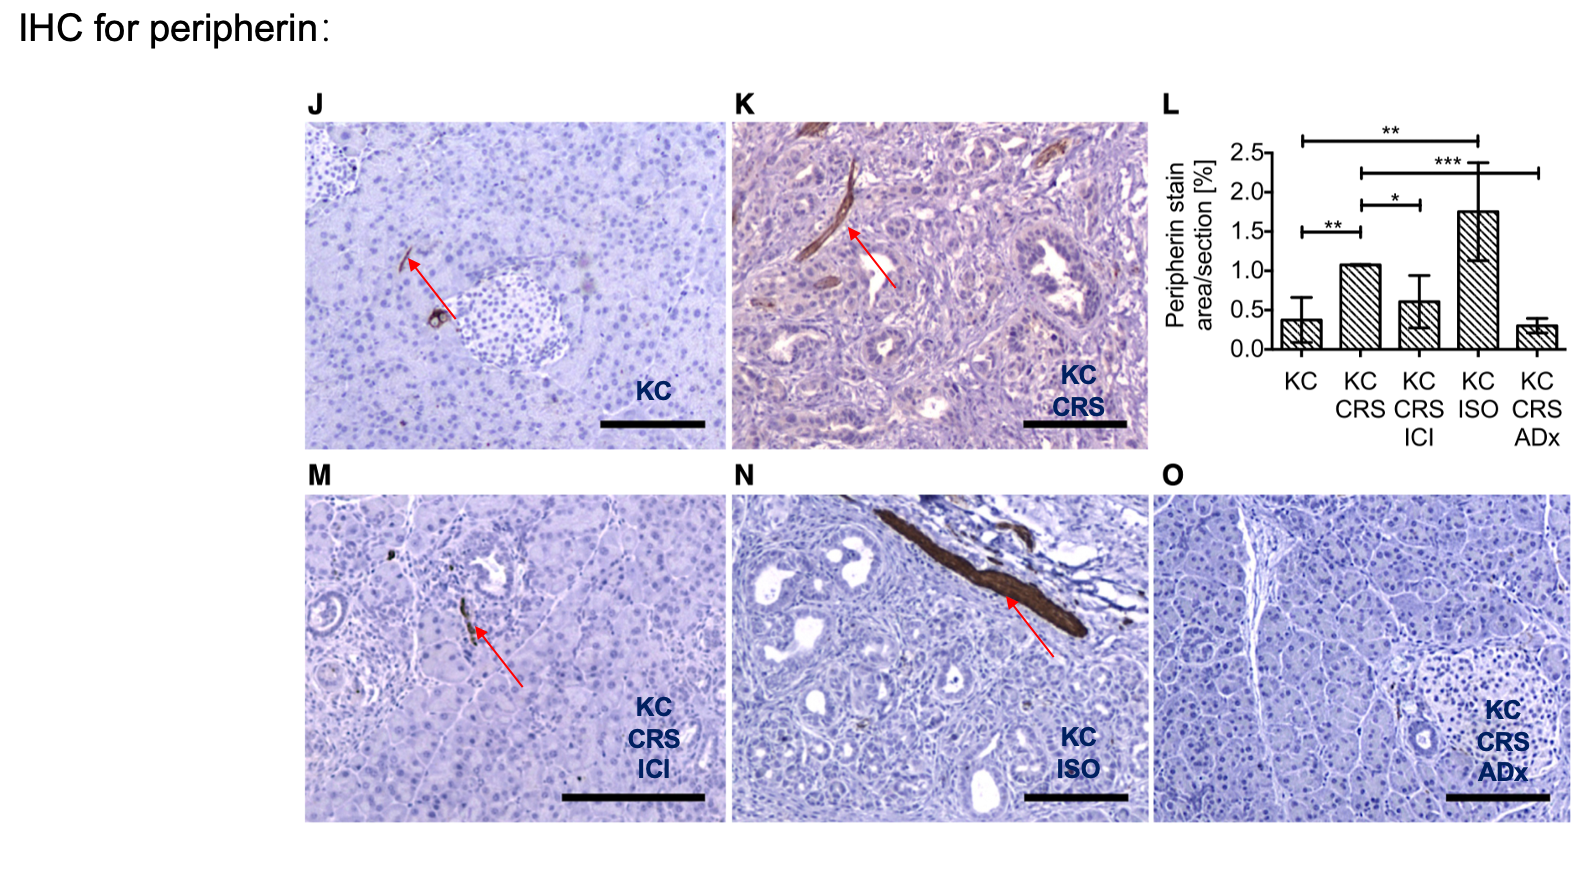 IHC for peripherin:
J
K
L
KC
KC
CRS
Peripherin stain
area/section [%]
2.5
2.0
1.5
1.0
0.5
0.0
**
***
*
**
KC
KC
CRS
KC
CRS
ICI
KC
ISO
KC
CRS
ADx
M
N
O
KC
CRS
ICI
KC
ISO
KC
CRS
ADx